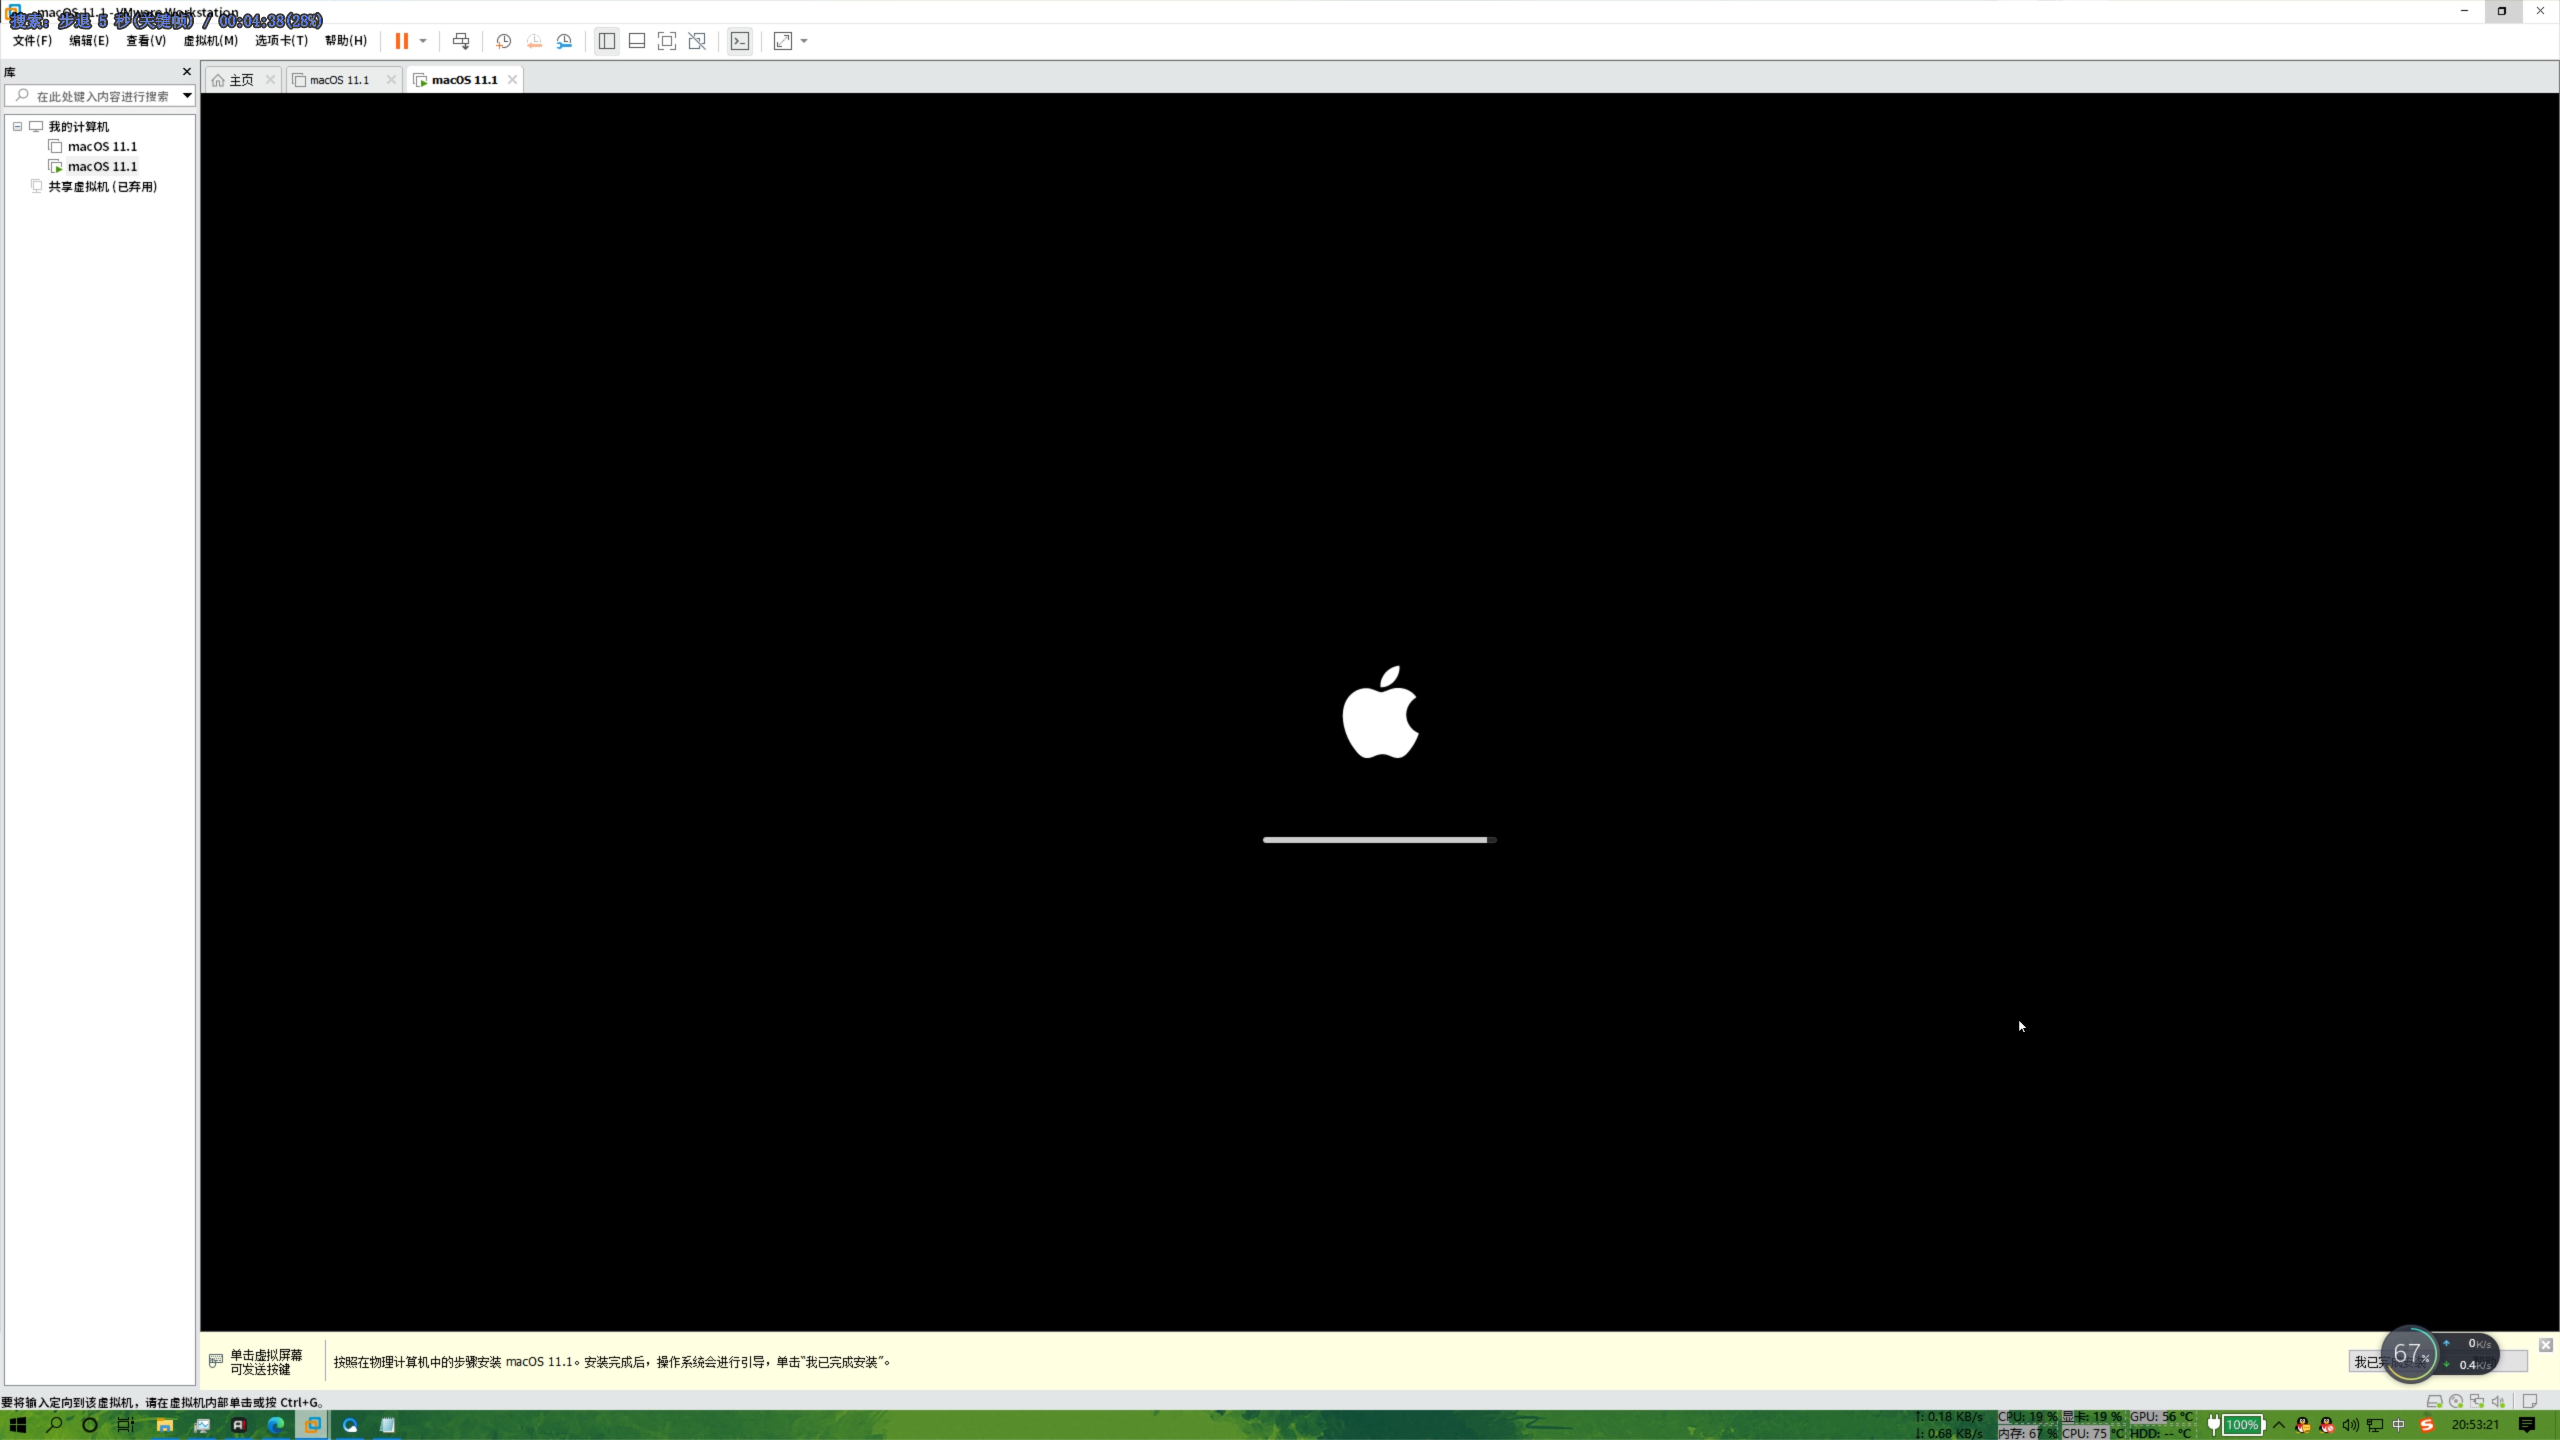 macOS 11.1 - VMware Workstation
搜索: 步退 5 秒(关键帧) / 00:04:38(28%)
文件(F) 编辑(E) 查看(V) 虚拟机(M) 选项卡(T) 帮助(H)
库
主页 macOS 11.1 macOS 11.1
在此处键入内容进行搜索
我的计算机
macOS 11.1
macOS 11.1
共享虚拟机 (已弃用)
单击虚拟屏幕
可发送按键
按照在物理计算机中的步骤安装 macOS 11.1。安装完成后，操作系统会进行引导，单击“我已完成安装”。
我已完
67%
0K/s
0.4K/s
要将输入定向到该虚拟机，请在虚拟机内部单击或按 Ctrl+G。
↑: 0.18 KB/s CPU: 19 % 显卡: 19 % GPU: 56 °C
↓: 0.68 KB/s 内存: 67 % CPU: 75 °C HDD: -- °C
100%
中
20:53:21